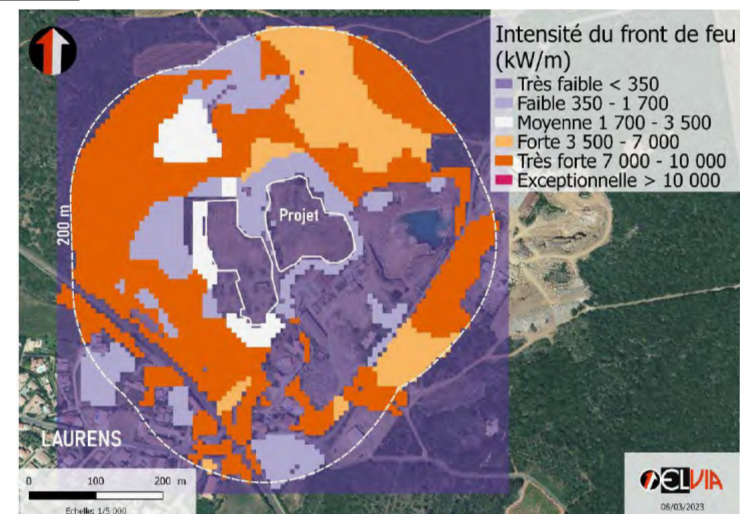 Intensité du front de feu
(kW/m)
Très faible < 350
Faible 350 - 1 700
Moyenne 1 700 - 3 500
Forte 3 500 - 7 000
Très forte 7 000 - 10 000
Exceptionnelle > 10 000
Projet
200 m
LAURENS
0 100 200 m
Échelle: 1/5 000
ELVIA
08/03/2023